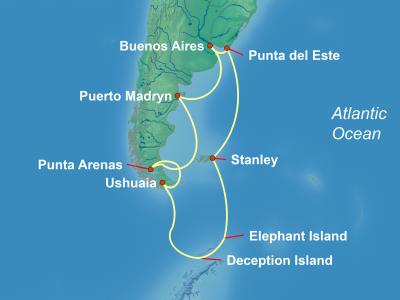 Buenos Aires
Punta del Este
Puerto Madryn
Atlantic
Ocean
Punta Arenas
Stanley
Ushuaia
Elephant Island
Deception Island